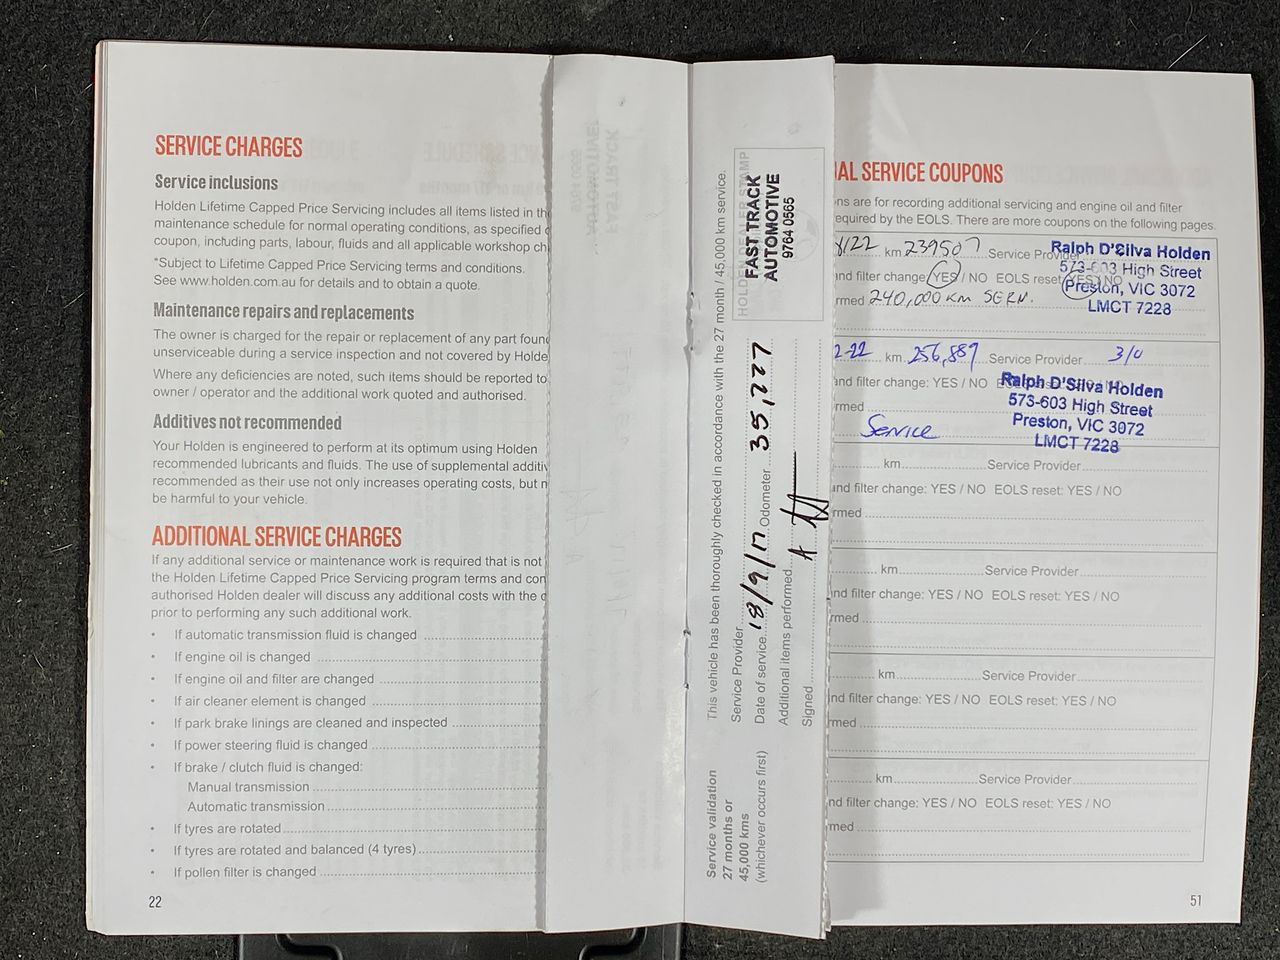 SERVICE CHARGES
Service inclusions
Holden Lifetime Capped Price Servicing includes all items listed in the
maintenance schedule for normal operating conditions, as specified
coupon, including parts, labour, fluids and all applicable workshop ch
*Subject to Lifetime Capped Price Servicing terms and conditions.
See www.holden.com.au for details and to obtain a quote.
Maintenance repairs and replacements
The owner is charged for the repair or replacement of any part foun
unserviceable during a service inspection and not covered by Holde
Where any deficiencies are noted, such items should be reported to
owner / operator and the additional work quoted and authorised.
Additives not recommended
Your Holden is engineered to perform at its optimum using Holden
recommended lubricants and fluids. The use of supplemental additiv
recommended as their use not only increases operating costs, but
be harmful to your vehicle.
ADDITIONAL SERVICE CHARGES
If any additional service or maintenance work is required that is not
the Holden Lifetime Capped Price Servicing program terms and con
authorised Holden dealer will discuss any additional costs with the
prior to performing any such additional work.
• If automatic transmission fluid is changed
• If engine oil is changed
• If engine oil and filter are changed
• If air cleaner element is changed
• If park brake linings are cleaned and inspected
• If power steering fluid is changed
• If brake / clutch fluid is changed:
Manual transmission
Automatic transmission
• If tyres are rotated
• If tyres are rotated and balanced (4 tyres)
• If pollen filter is changed
22
Service validation
27 months or
45,000 kms
(whichever occurs first)
This vehicle has been thoroughly checked in accordance with the 27 month / 45,000 km service.
Service Provider
Date of service 18/9/17 Odometer 35,227
Additional items performed
Signed A
HOLDEN DEALER STAMP
FAST TRACK
AUTOMOTIVE
9764 0565
AL SERVICE COUPONS
ns are for recording additional servicing and engine oil and filter
equired by the EOLS. There are more coupons on the following pages.
/22 km 239507 Service Provider
nd filter change YES / NO EOLS reset: YES / NO
rmed 240,000 KM SERV.
Ralph D'Silva Holden
573-603 High Street
Preston, VIC 3072
LMCT 7228
2-22 km 256,889 Service Provider 310
nd filter change: YES / NO
rmed
Service
Ralph D'Silva Holden
573-603 High Street
Preston, VIC 3072
LMCT 7228
km Service Provider
nd filter change: YES / NO EOLS reset: YES / NO
rmed
km Service Provider
nd filter change: YES / NO EOLS reset: YES / NO
rmed
km Service Provider
nd filter change: YES / NO EOLS reset: YES / NO
rmed
km Service Provider
nd filter change: YES / NO EOLS reset: YES / NO
med
51